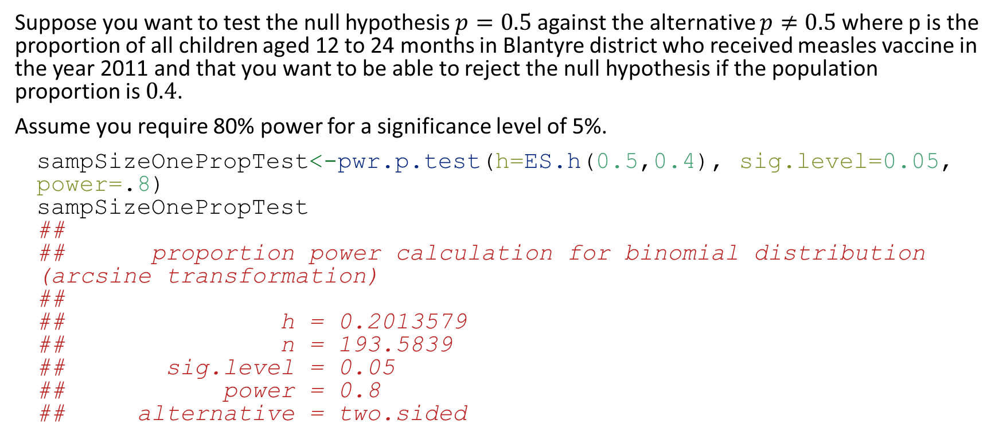 Suppose you want to test the null hypothesis p = 0.5 against the alternative p ≠ 0.5 where p is the
proportion of all children aged 12 to 24 months in Blantyre district who received measles vaccine in
the year 2011 and that you want to be able to reject the null hypothesis if the population
proportion is 0.4.
Assume you require 80% power for a significance level of 5%.
sampSizeOnePropTest<-pwr.p.test(h=ES.h(0.5,0.4), sig.level=0.05,
power=.8)
sampSizeOnePropTest
##
##      proportion power calculation for binomial distribution
(arcsine transformation)
##
##              h = 0.2013579
##              n = 193.5839
##      sig.level = 0.05
##          power = 0.8
##    alternative = two.sided